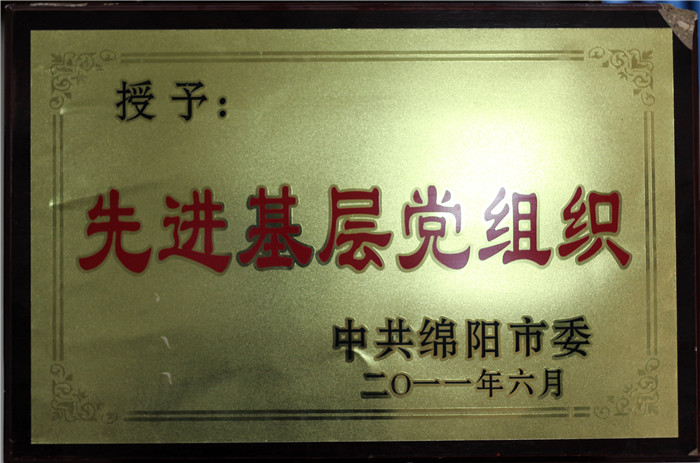 授予：
先进基层党组织
中共绵阳市委
二〇一一年六月